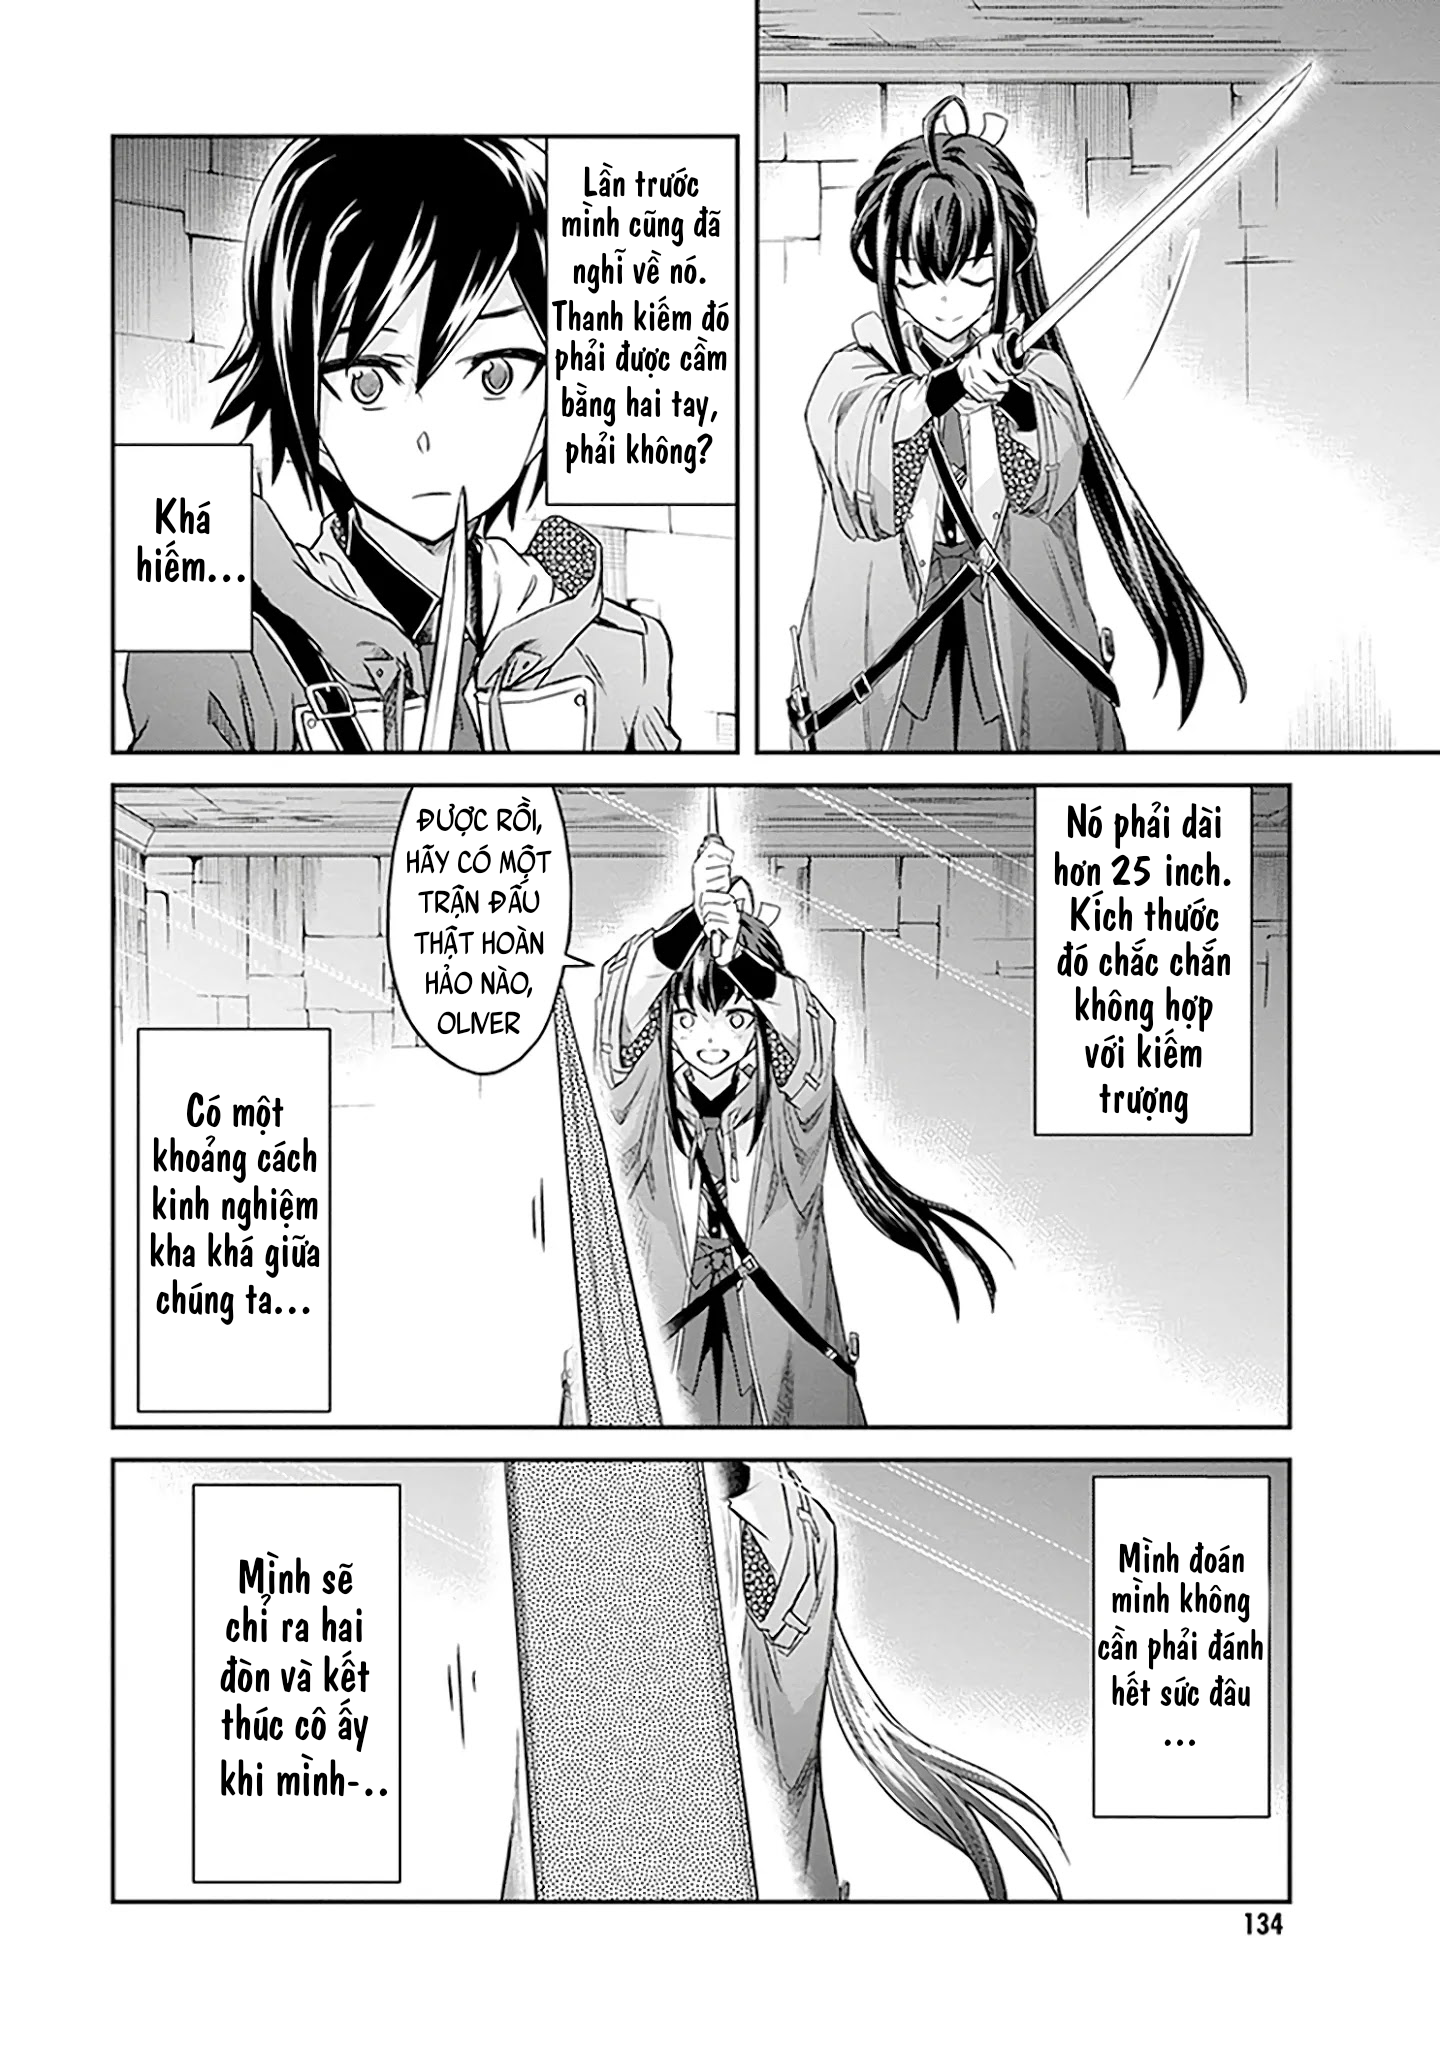 Lần trước
mình cũng đã
nghĩ về nó.
Thanh kiếm đó
phải được cầm
bằng hai tay,
phải không?
Khá
hiếm...
Nó phải dài
hơn 25 inch.
Kích thước
đó chắc chắn
không hợp
với kiếm
trượng
ĐƯỢC RỒI,
HÃY CÓ MỘT
TRẬN ĐẤU
THẬT HOÀN
HẢO NÀO,
OLIVER
Có một
khoảng cách
kinh nghiệm
kha khá giữa
chúng ta...
Mình đoán
mình không
cần phải đánh
hết sức đâu
...
Mình sẽ
chỉ ra hai
đòn và kết
thúc cô ấy
khi mình-..
134